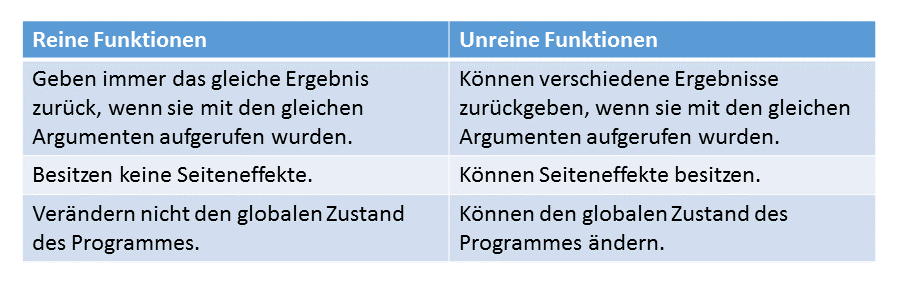 Reine Funktionen
Unreine Funktionen
Geben immer das gleiche Ergebnis
zurück, wenn sie mit den gleichen
Argumenten aufgerufen wurden.
Können verschiedene Ergebnisse
zurückgeben, wenn sie mit den gleichen
Argumenten aufgerufen wurden.
Besitzen keine Seiteneffekte.
Können Seiteneffekte besitzen.
Verändern nicht den globalen Zustand
des Programmes.
Können den globalen Zustand des
Programmes ändern.